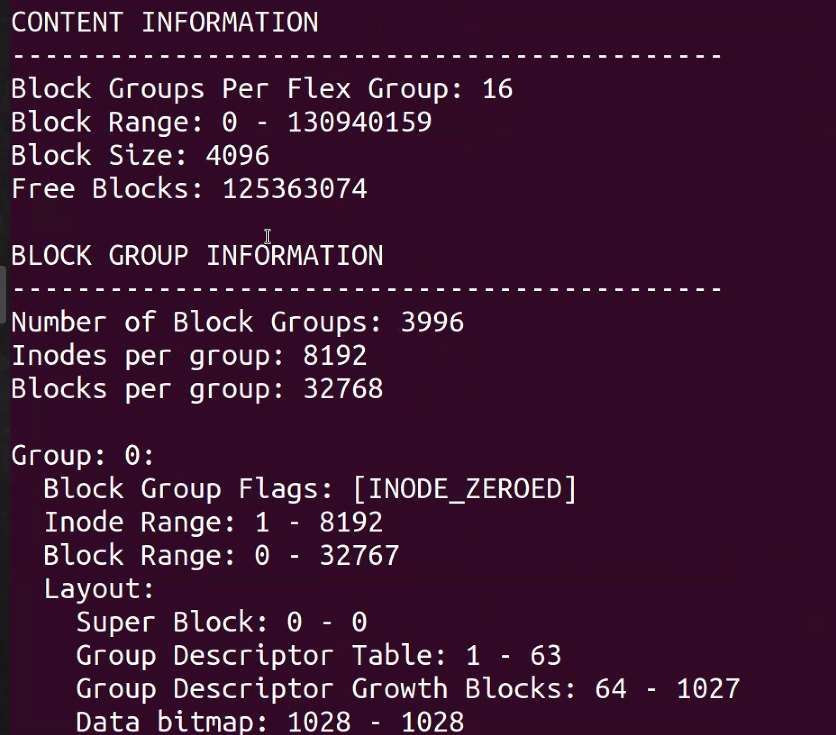 CONTENT INFORMATION
--------------------------------------------
Block Groups Per Flex Group: 16
Block Range: 0 - 130940159
Block Size: 4096
Free Blocks: 125363074
BLOCK GROUP INFORMATION
--------------------------------------------
Number of Block Groups: 3996
Inodes per group: 8192
Blocks per group: 32768
Group: 0:
Block Group Flags: [INODE_ZEROED]
Inode Range: 1 - 8192
Block Range: 0 - 32767
Layout:
Super Block: 0 - 0
Group Descriptor Table: 1 - 63
Group Descriptor Growth Blocks: 64 - 1027
Data bitmap: 1028 - 1028